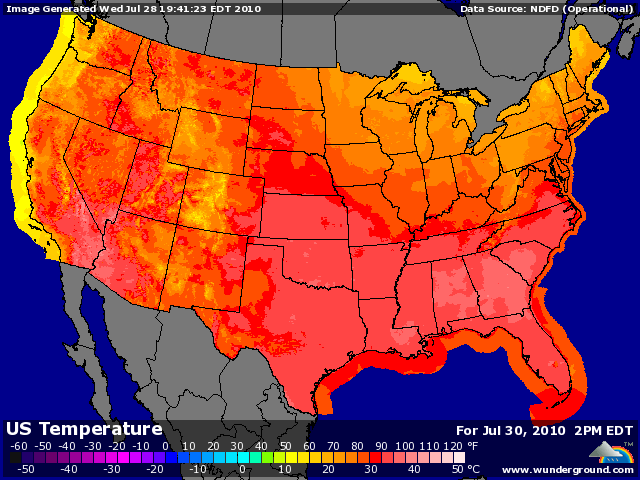 Image Generated Wed Jul 28 19:41:23 EDT 2010
Data Source: NDFD (Operational)
US Temperature
For Jul 30, 2010 2PM EDT
-60 -50 -40 -30 -20 -10 0 10 20 30 40 50 60 70 80 90 100 110 120 °F
-50 -40 -30 -20 -10 0 10 20 30 40 50 °C
TM
www.wunderground.com